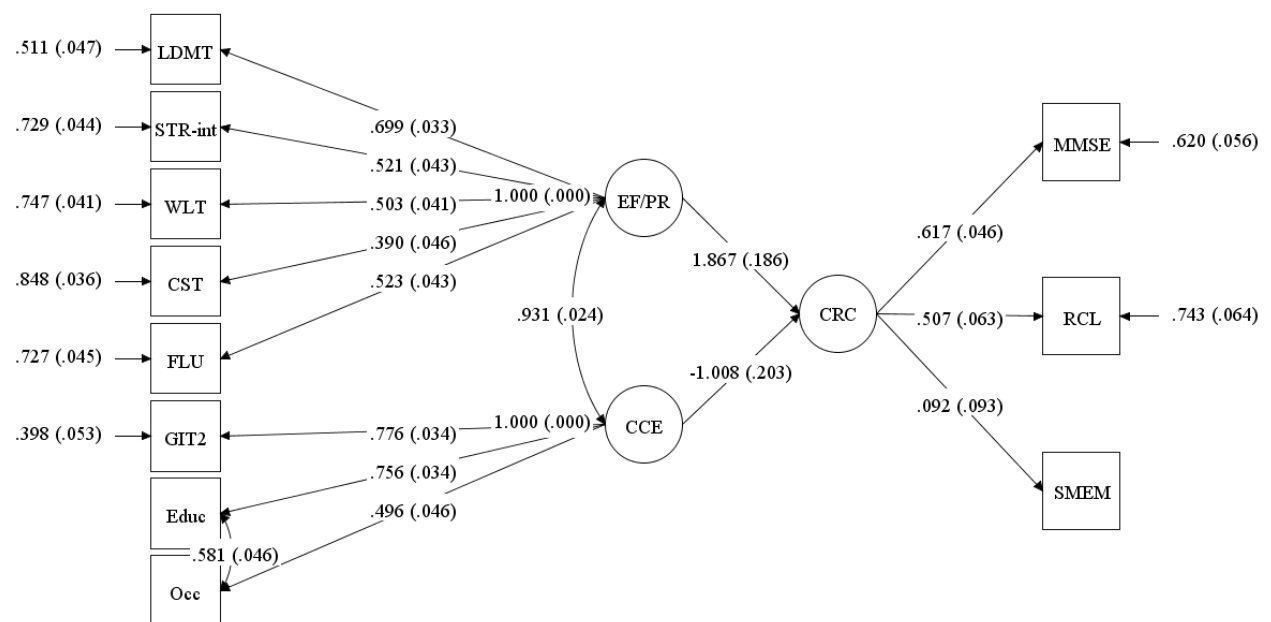 .511 (.047)
LDMT
.729 (.044)
STR-int
.747 (.041)
WLT
.848 (.036)
CST
.727 (.045)
FLU
.398 (.053)
GIT2
Educ
.581 (.046)
Occ
.699 (.033)
.521 (.043)
.503 (.041)
.390 (.046)
.523 (.043)
.776 (.034)
.756 (.034)
.496 (.046)
1.000 (.000)
EF/PR
.931 (.024)
1.000 (.000)
CCE
1.867 (.186)
-1.008 (.203)
CRC
.617 (.046)
.507 (.063)
.092 (.093)
MMSE
.620 (.056)
RCL
.743 (.064)
SMEM